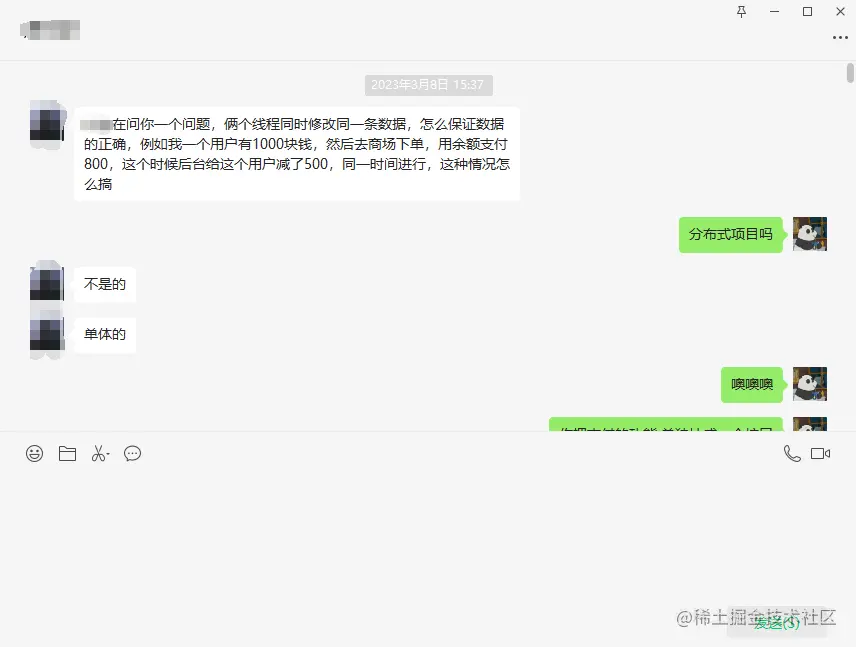 2023年3月8日 15:37
在问你一个问题，俩个线程同时修改同一条数据，怎么保证数据
的正确，例如我一个用户有1000块钱，然后去商场下单，用余额支付
800，这个时候后台给这个用户减了500，同一时间进行，这种情况怎
么搞
分布式项目吗
不是的
单体的
噢噢噢
@稀土掘金技术社区
发送(S)